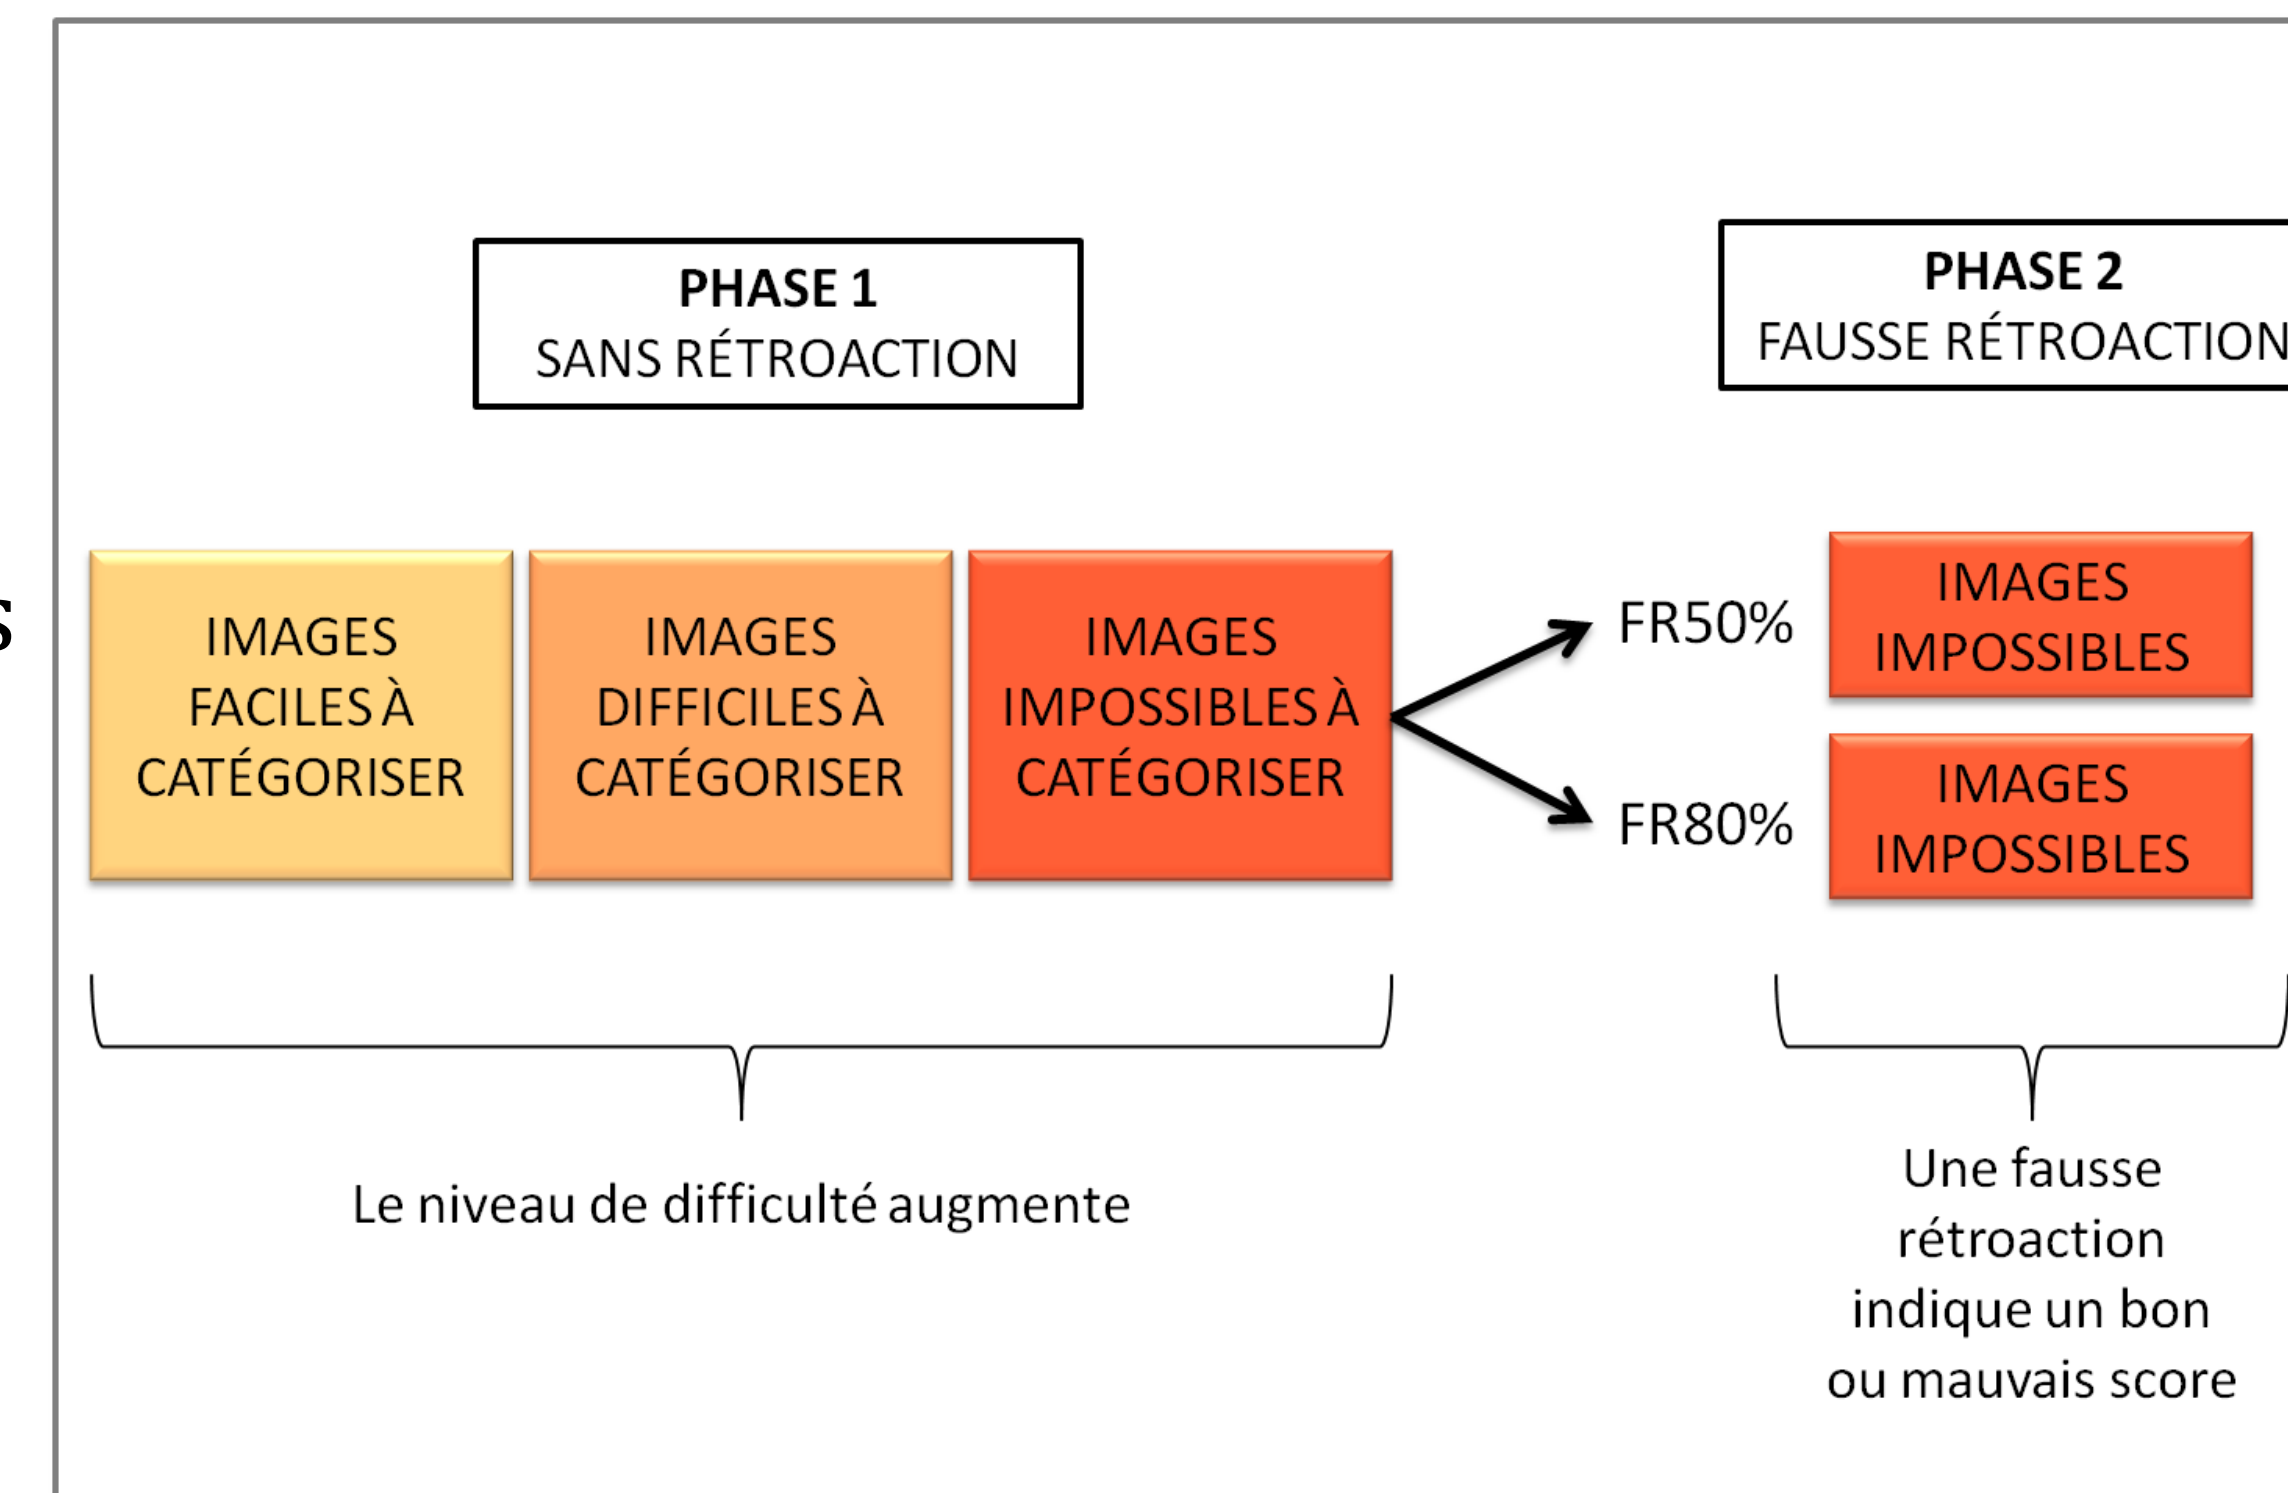 PHASE 1
SANS RÉTROACTION
PHASE 2
FAUSSE RÉTROACTION
IMAGES
FACILES À
CATÉGORISER
IMAGES
DIFFICILES À
CATÉGORISER
IMAGES
IMPOSSIBLES À
CATÉGORISER
FR50%
IMAGES
IMPOSSIBLES
FR80%
IMAGES
IMPOSSIBLES
Le niveau de difficulté augmente
Une fausse
rétroaction
indique un bon
ou mauvais score